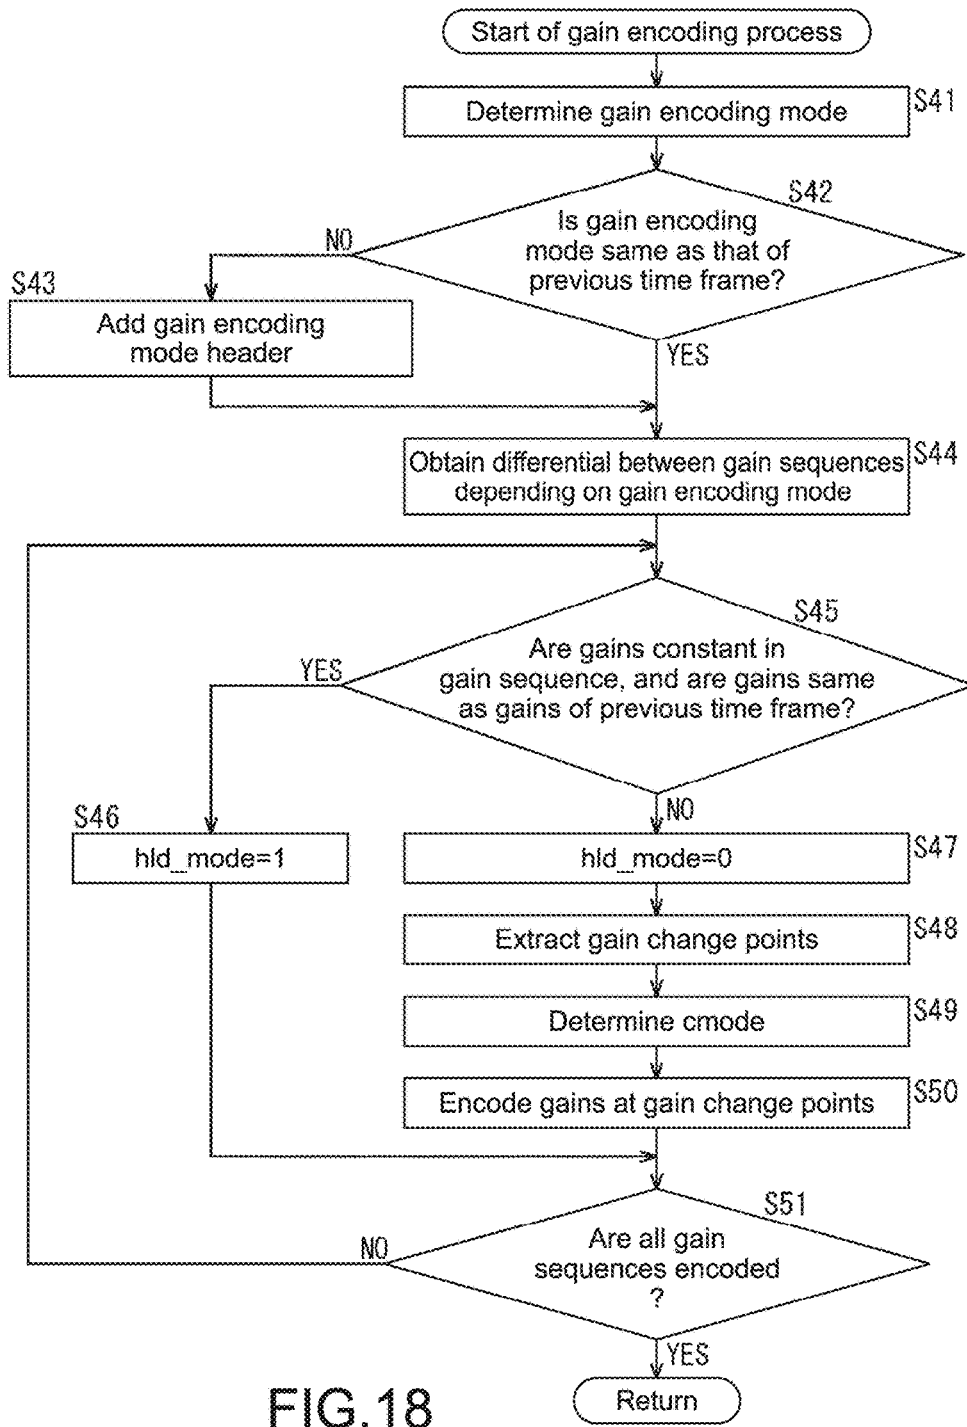 Start of gain encoding process
S41
Determine gain encoding mode
S42
Is gain encoding
mode same as that of
previous time frame?
NO
YES
S43
Add gain encoding
mode header
S44
Obtain differential between gain sequences
depending on gain encoding mode
S45
Are gains constant in
gain sequence, and are gains same
as gains of previous time frame?
YES
NO
S46
hld_mode=1
S47
hld_mode=0
S48
Extract gain change points
S49
Determine cmode
S50
Encode gains at gain change points
S51
Are all gain
sequences encoded
?
NO
YES
Return
FIG.18